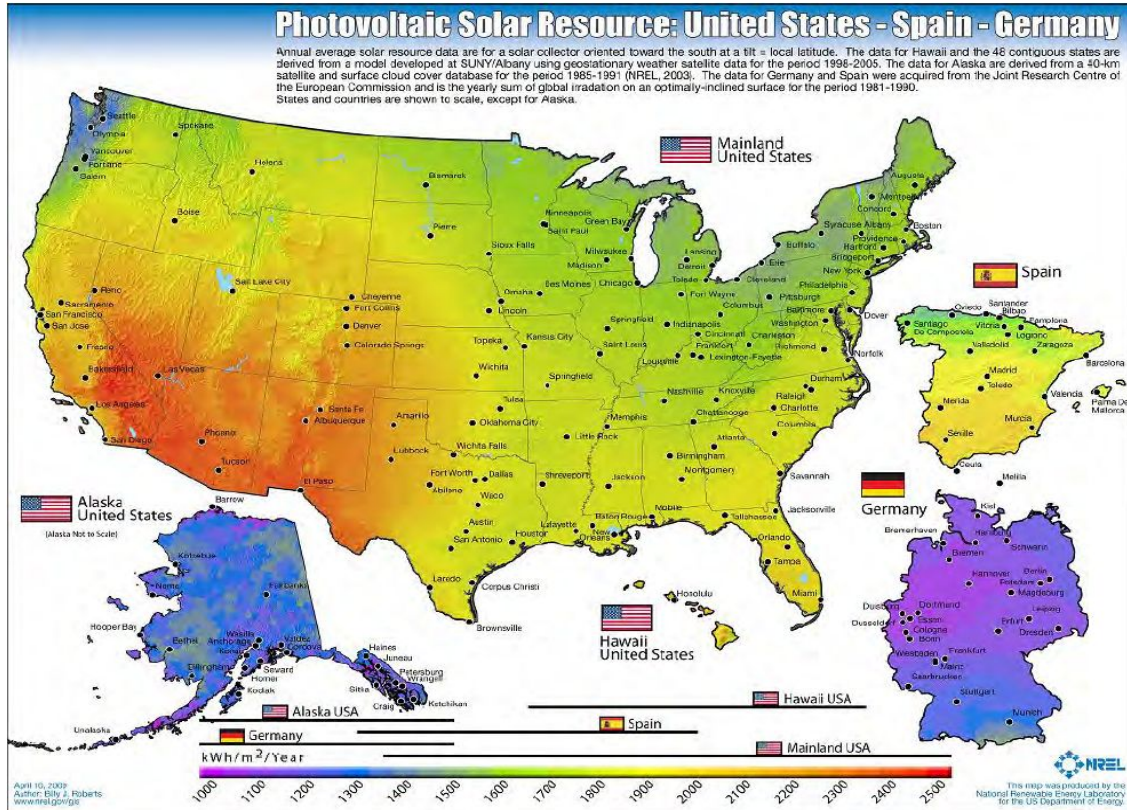 Photovoltaic Solar Resource: United States - Spain - Germany
Annual average solar resource data are for a solar collector oriented toward the south at a tilt = local latitude. The data for Hawaii and the 48 contiguous states are
derived from a model developed at SUNY/Albany using geostationary weather satellite data for the period 1998-2005. The data for Alaska are derived from a 40-km
satellite and surface cloud cover database for the period 1985-1991 (NREL, 2003). The data for Germany and Spain were acquired from the Joint Research Centre of
the European Commission and is the yearly sum of global irradation on an optimally-inclined surface for the period 1981-1990.
States and countries are shown to scale, except for Alaska.
Mainland
United States
Seattle
Olympia
Spokane
Vancouver
Portland
Salem
Helena
Boise
Bismarck
Pierre
Minneapolis
Saint Paul
Green Bay
Sioux Falls
Milwaukee
Madison
Lansing
Detroit
Augusta
Montpelier
Concord
Syracuse
Albany
Boston
Buffalo
Providence
Hartford
Bridgeport
New York
Erie
Cleveland
Toledo
Chicago
Des Moines
Omaha
Lincoln
Fort Wayne
Pittsburgh
Philadelphia
Columbus
Baltimore
Washington
Dover
Reno
Sacramento
San Francisco
San Jose
Fresno
Salt Lake City
Cheyenne
Fort Collins
Denver
Colorado Springs
Topeka
Kansas City
Springfield
Indianapolis
Cincinnati
Charleston
Saint Louis
Frankfort
Louisville
Lexington-Fayette
Richmond
Norfolk
Bakersfield
Las Vegas
Los Angeles
San Diego
Phoenix
Tucson
Santa Fe
Albuquerque
El Paso
Wichita
Springfield
Tulsa
Oklahoma City
Amarillo
Lubbock
Wichita Falls
Nashville
Knoxville
Durham
Raleigh
Charlotte
Chattanooga
Memphis
Little Rock
Columbia
Atlanta
Birmingham
Montgomery
Savannah
Fort Worth
Dallas
Abilene
Waco
Shreveport
Jackson
Austin
San Antonio
Houston
Lafayette
Baton Rouge
New
Orleans
Mobile
Tallahassee
Jacksonville
Orlando
Tampa
Miami
Laredo
Corpus Christi
Brownsville
Spain
Oviedo
Santander
Bilbao
Pamplona
Santiago
De Compostela
Vitoria
Logrono
Valladolid
Zaragoza
Barcelona
Madrid
Toledo
Valencia
Palma De
Mallorca
Merida
Murcia
Seville
Ceuta
Melilla
Germany
Kiel
Bremerhaven
Hamburg
Schwerin
Bremen
Hannover
Berlin
Potsdam
Magdeburg
Duisburg
Dortmund
Essen
Dusseldorf
Cologne
Bonn
Leipzig
Erfurt
Dresden
Wiesbaden
Frankfurt
Mainz
Saarbrucken
Stuttgart
Munich
Alaska
United States
(Alaska Not to Scale)
Barrow
Kotzebue
Nome
Fairbanks
Hooper Bay
Bethel
Wasilla
Anchorage
Kenai
Valdez
Cordova
Dillingham
Seward
Homer
Kodiak
Unalaska
Haines
Juneau
Petersburg
Wrangell
Sitka
Craig
Ketchikan
Honolulu
Hawaii
United States
Alaska USA
Hawaii USA
Spain
Germany
Mainland USA
kWh/m²/Year
1000 1100 1200 1300 1400 1500 1600 1700 1800 1900 2000 2100 2200 2300 2400 2500
April 10, 2009
Author: Billy J. Roberts
www.nrel.gov/gis
NREL
This map was produced by the
National Renewable Energy Laboratory
for the US Department of Energy.